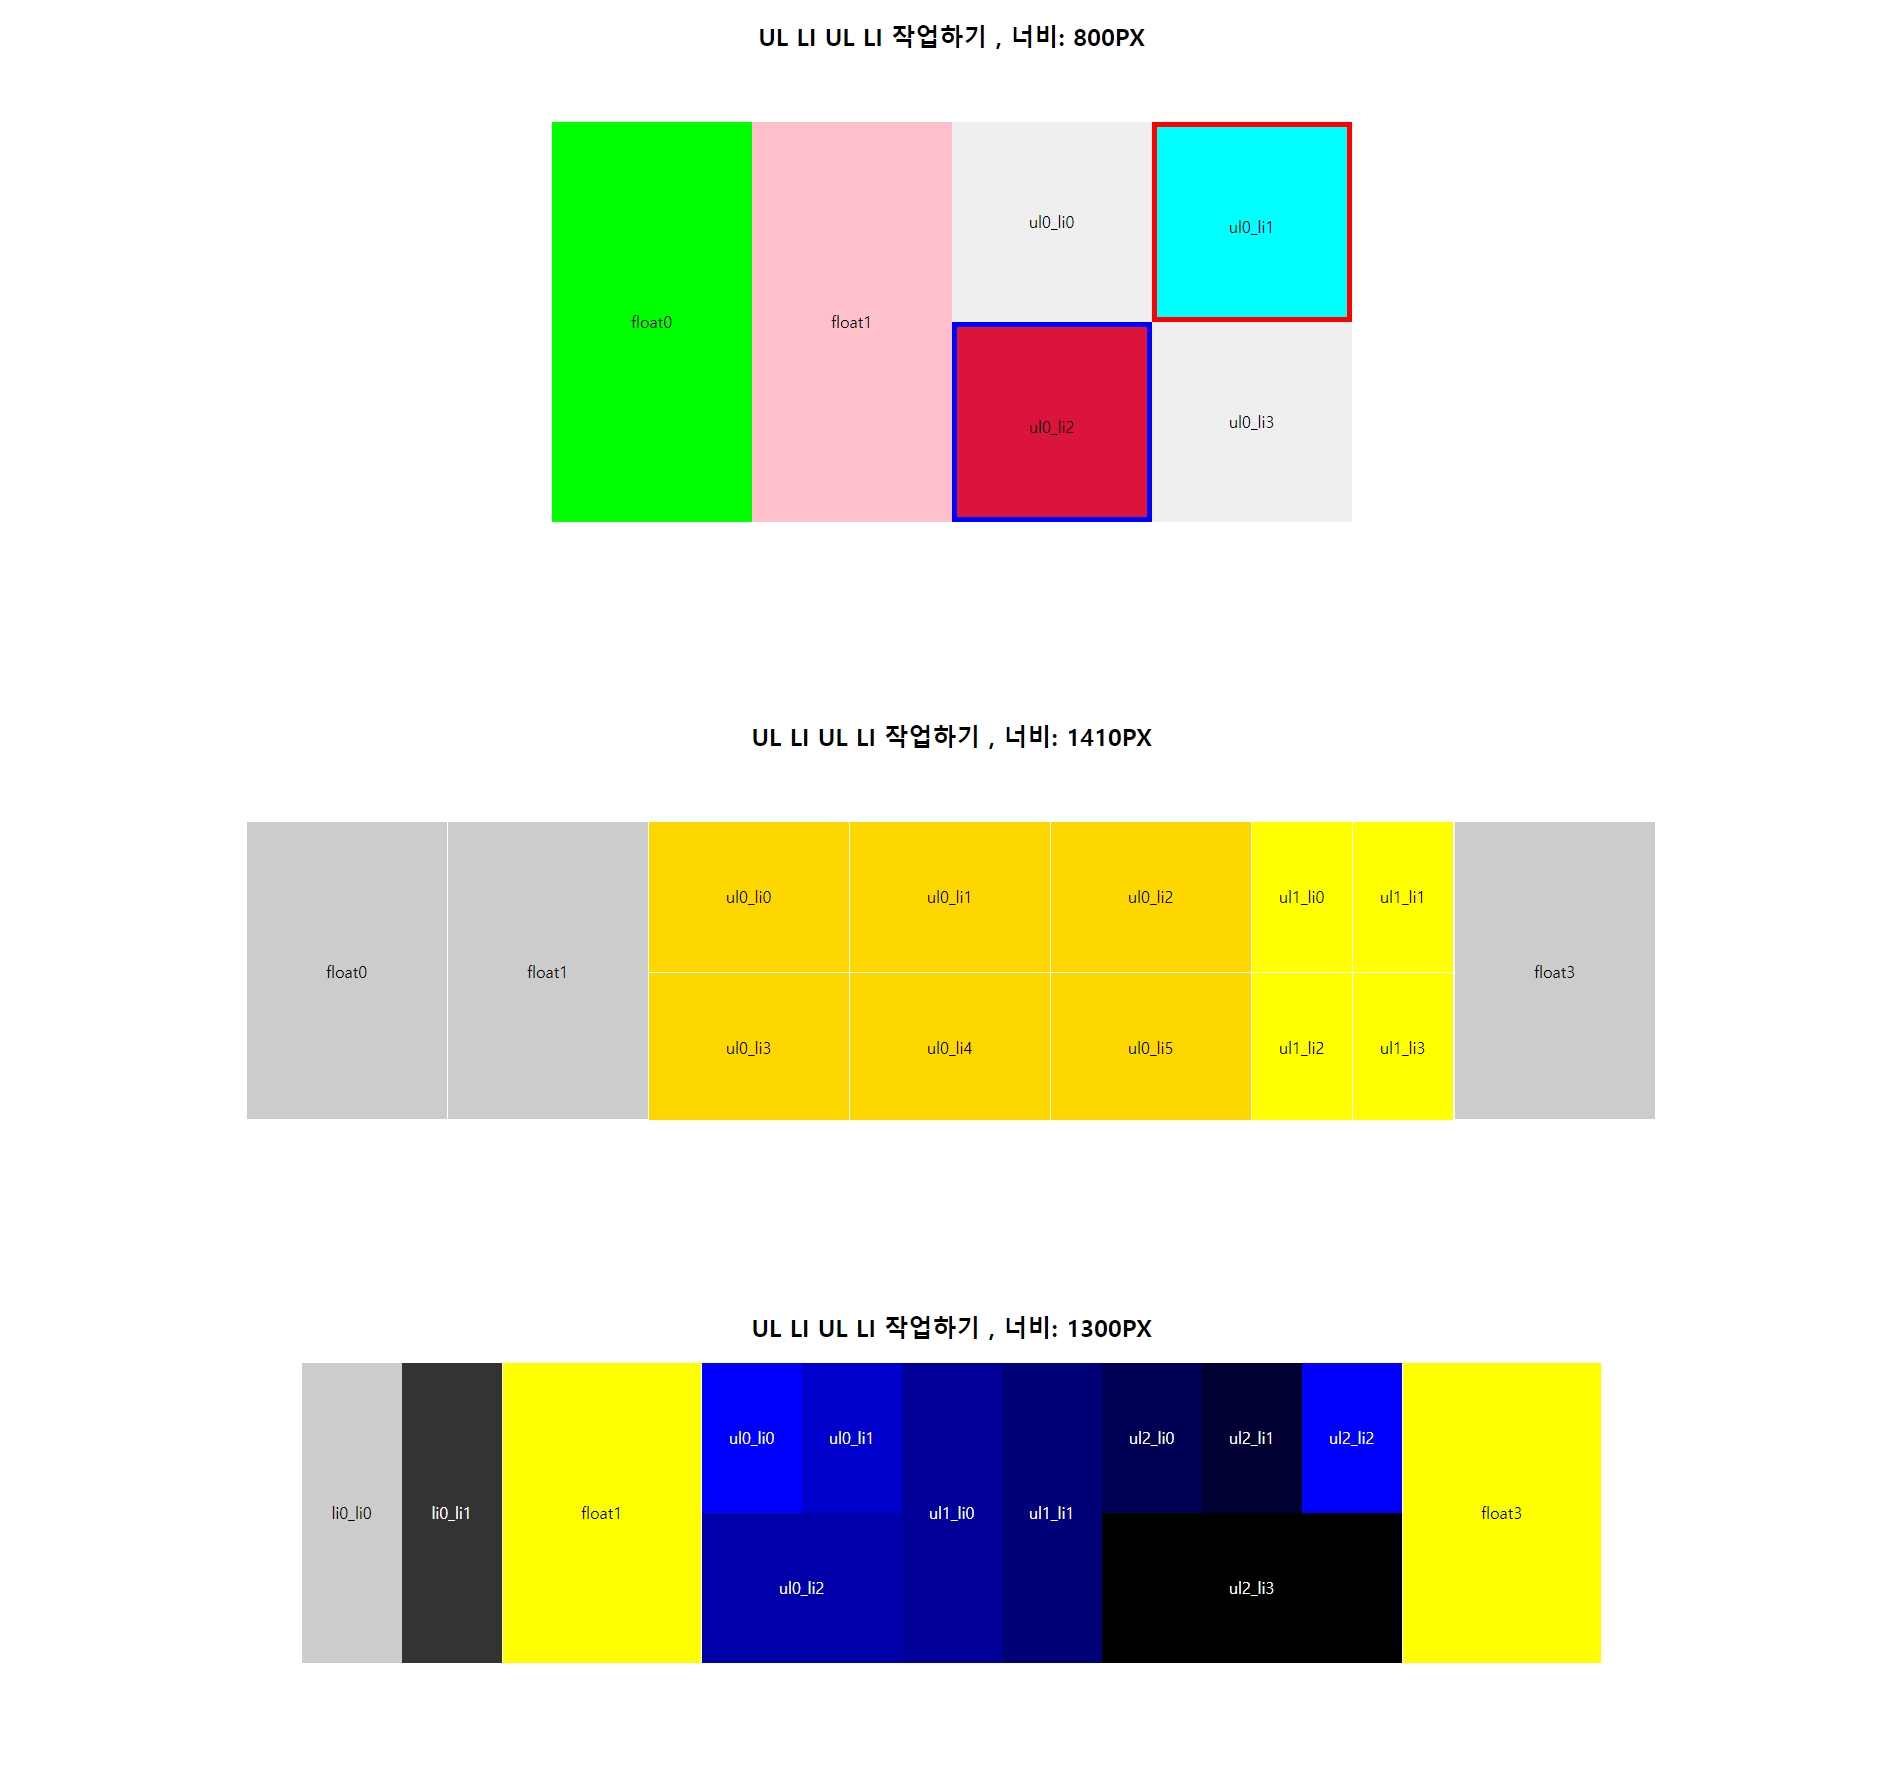 UL LI UL LI 작업하기 , 너비: 800PX
float0
float1
ul0_li0
ul0_li1
ul0_li2
ul0_li3
UL LI UL LI 작업하기 , 너비: 1410PX
float0
float1
ul0_li0
ul0_li1
ul0_li2
ul0_li3
ul0_li4
ul0_li5
ul1_li0
ul1_li1
ul1_li2
ul1_li3
float3
UL LI UL LI 작업하기 , 너비: 1300PX
li0_li0
li0_li1
float1
ul0_li0
ul0_li1
ul0_li2
ul1_li0
ul1_li1
ul2_li0
ul2_li1
ul2_li2
ul2_li3
float3